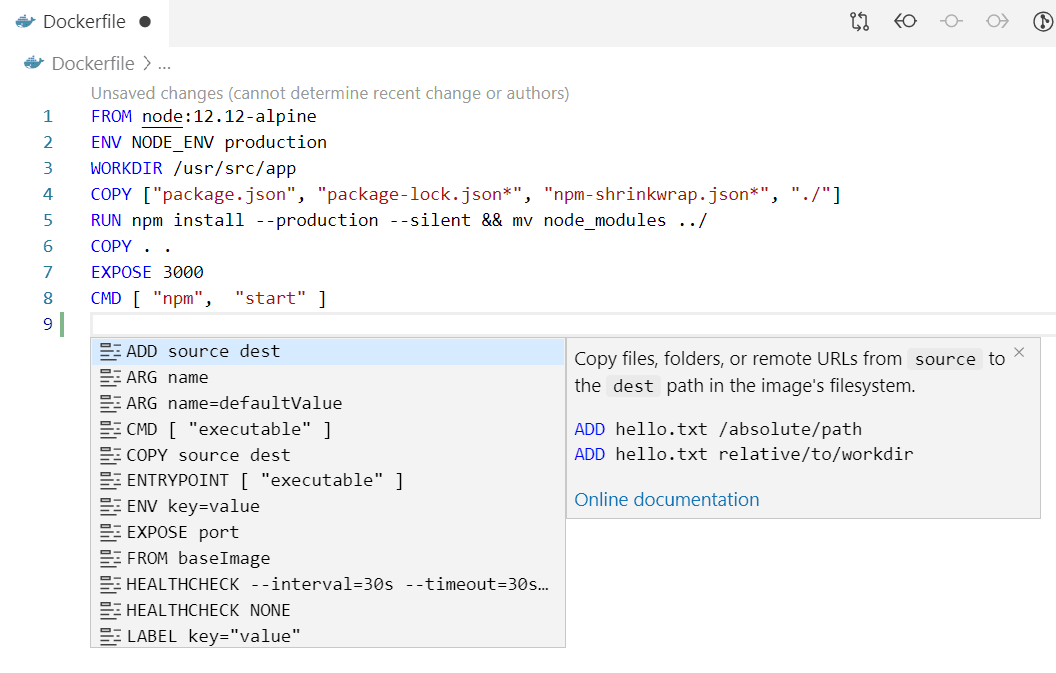 Dockerfile ●
Dockerfile > ...
Unsaved changes (cannot determine recent change or authors)
1 FROM node:12.12-alpine
2 ENV NODE_ENV production
3 WORKDIR /usr/src/app
4 COPY ["package.json", "package-lock.json*", "npm-shrinkwrap.json*", "./"]
5 RUN npm install --production --silent && mv node_modules ../
6 COPY . .
7 EXPOSE 3000
8 CMD [ "npm",  "start" ]
9
ADD source dest
ARG name
ARG name=defaultValue
CMD [ "executable" ]
COPY source dest
ENTRYPOINT [ "executable" ]
ENV key=value
EXPOSE port
FROM baseImage
HEALTHCHECK --interval=30s --timeout=30s…
HEALTHCHECK NONE
LABEL key="value"
Copy files, folders, or remote URLs from source to
the dest path in the image's filesystem.
ADD hello.txt /absolute/path
ADD hello.txt relative/to/workdir
Online documentation